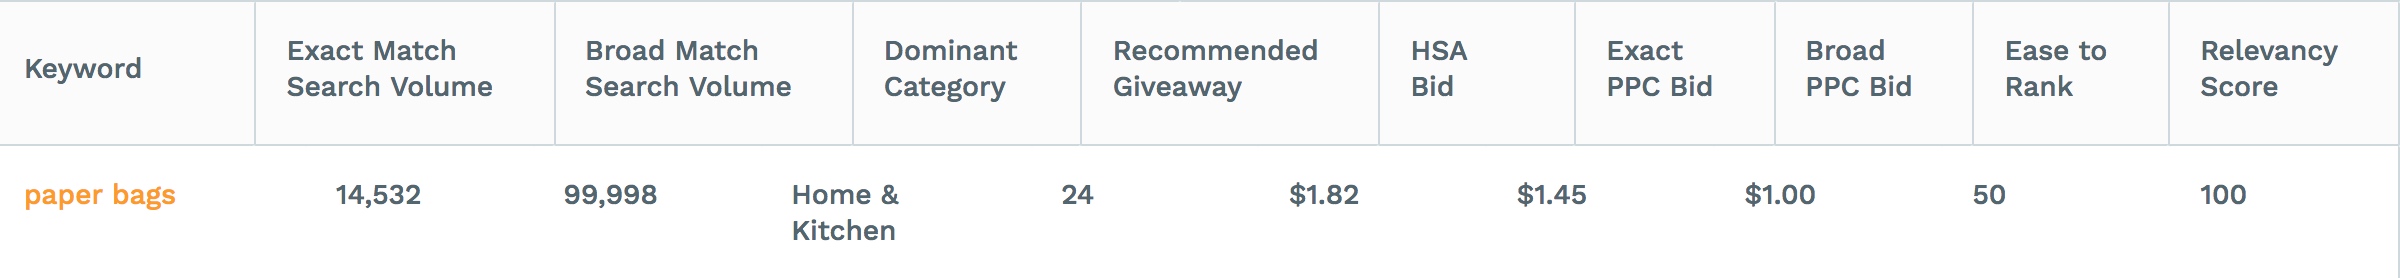 Keyword
Exact Match
Search Volume
Broad Match
Search Volume
Dominant
Category
Recommended
Giveaway
HSA
Bid
Exact
PPC Bid
Broad
PPC Bid
Ease to
Rank
Relevancy
Score
paper bags
14,532
99,998
Home &
Kitchen
24
$1.82
$1.45
$1.00
50
100